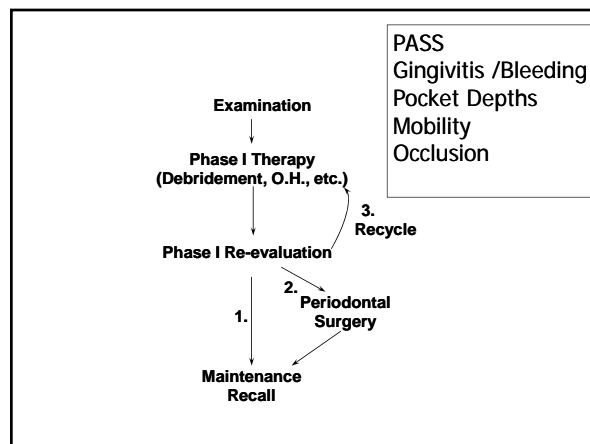 PASS
Gingivitis /Bleeding
Pocket Depths
Mobility
Occlusion
Examination
Phase I Therapy
(Debridement, O.H., etc.)
3.
Recycle
Phase I Re-evaluation
2.
Periodontal
Surgery
1.
Maintenance
Recall